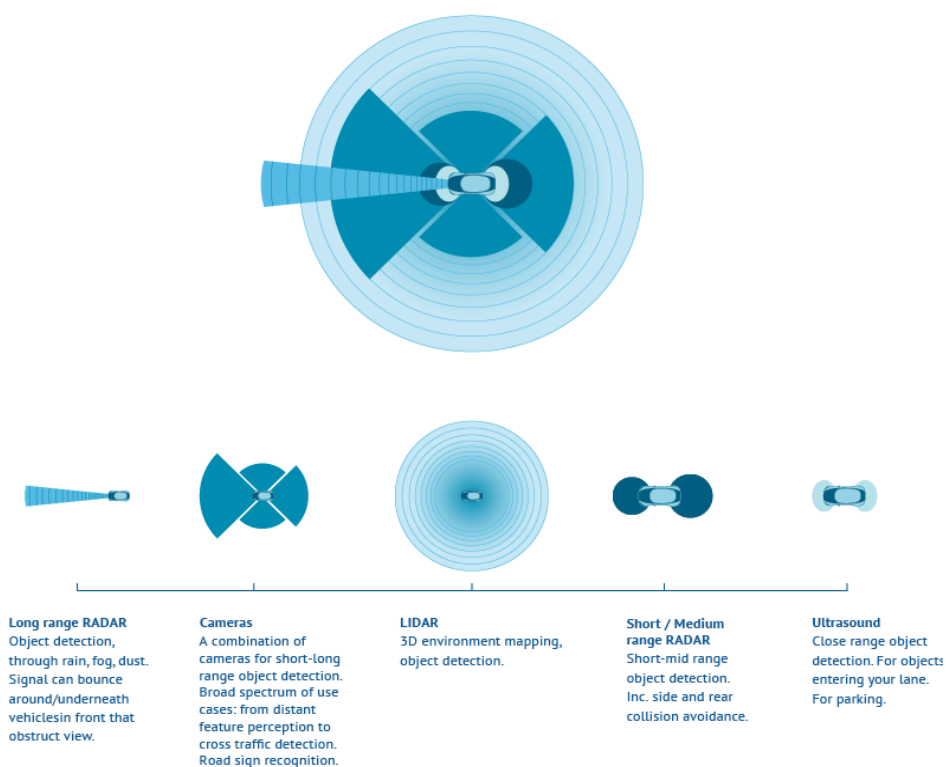 Long range RADAR
Object detection,
through rain, fog, dust.
Signal can bounce
around/underneath
vehiclesin front that
obstruct view.
Cameras
A combination of
cameras for short-long
range object detection.
Broad spectrum of use
cases: from distant
feature perception to
cross traffic detection.
Road sign recognition.
LIDAR
3D environment mapping,
object detection.
Short / Medium
range RADAR
Short-mid range
object detection.
Inc. side and rear
collision avoidance.
Ultrasound
Close range object
detection. For objects
entering your lane.
For parking.